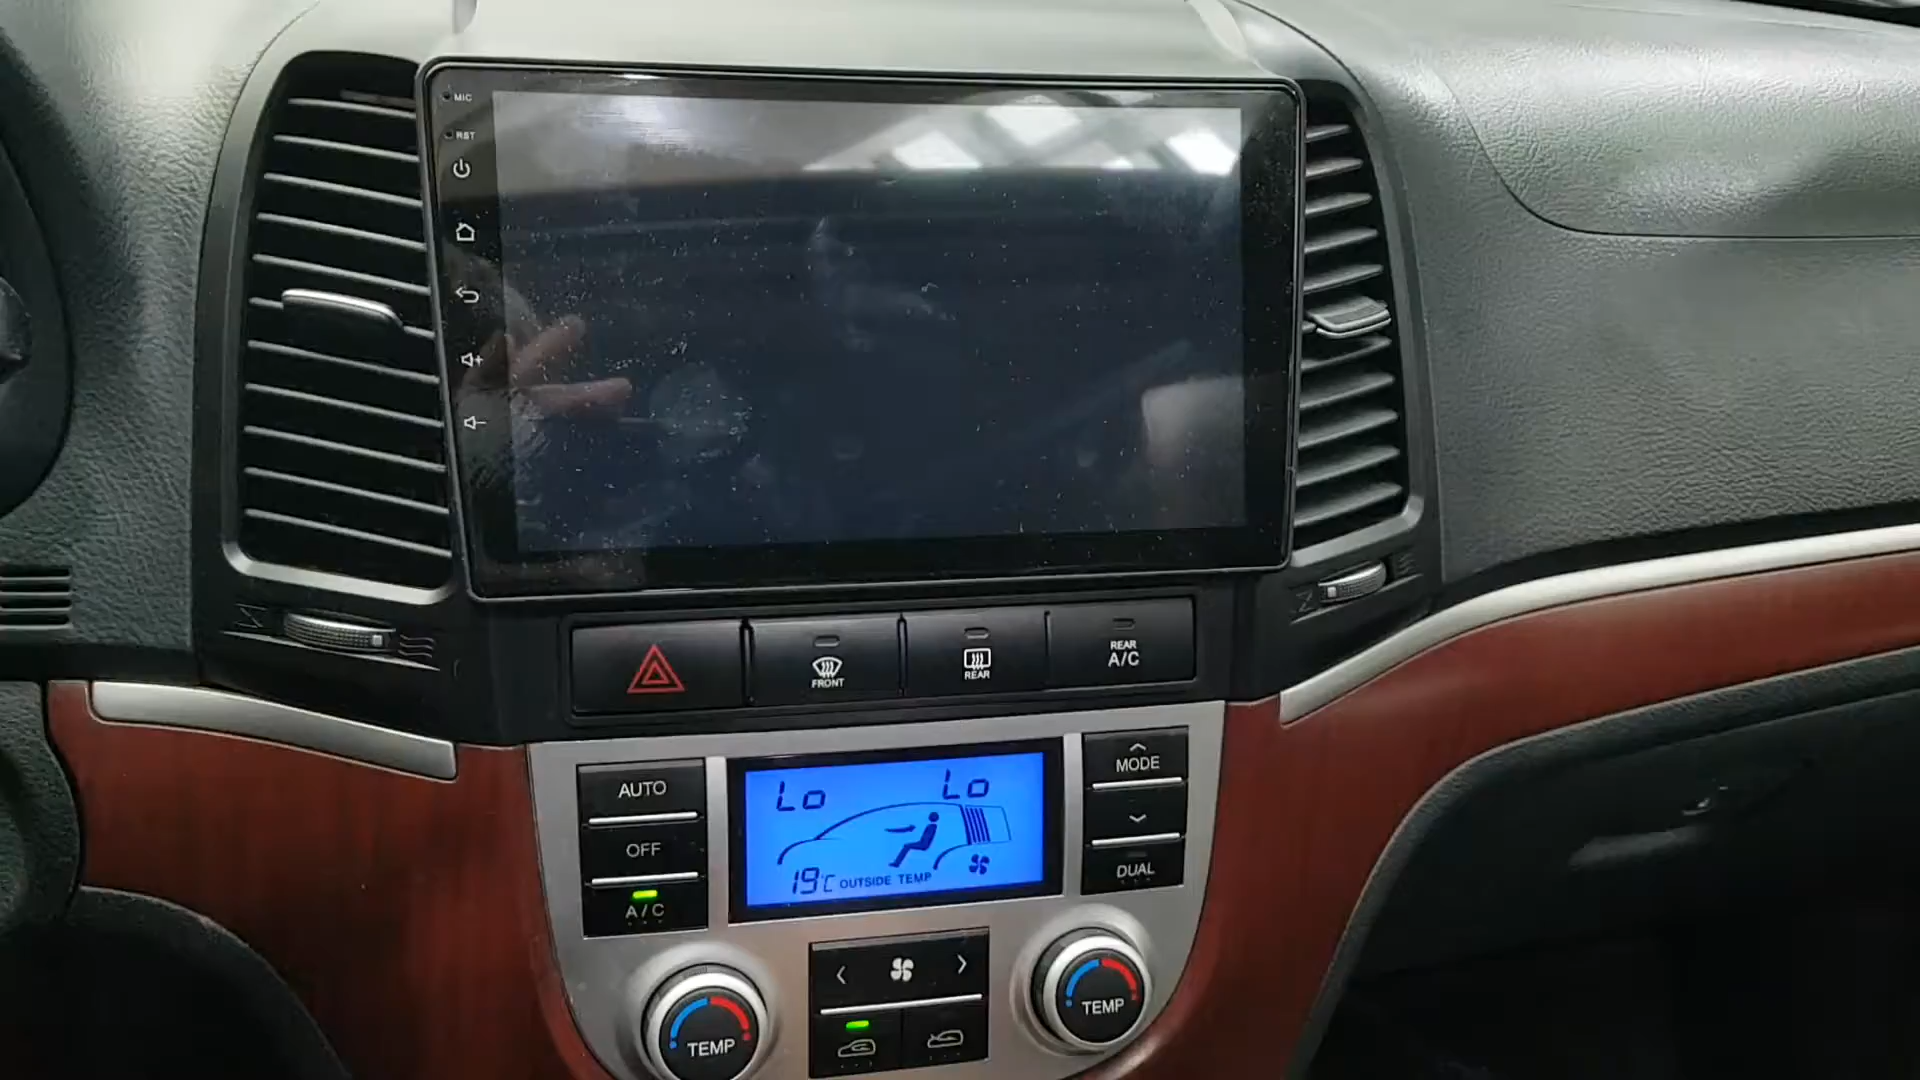 MIC
RST
FRONT
REAR
REAR
A/C
AUTO
OFF
A/C
Lo
Lo
19°C OUTSIDE TEMP
MODE
DUAL
TEMP
TEMP